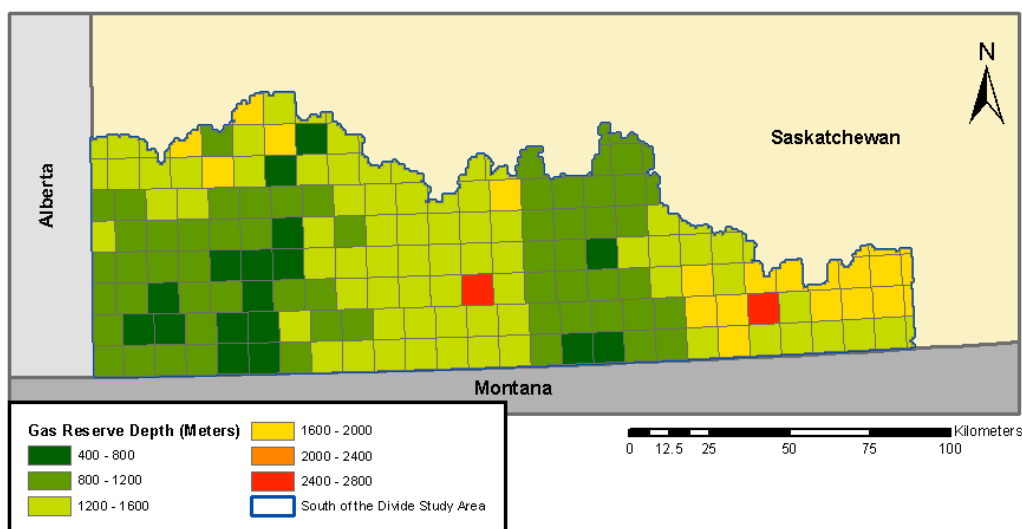 N
Saskatchewan
Alberta
Montana
Gas Reserve Depth (Meters)
400 - 800
800 - 1200
1200 - 1600
1600 - 2000
2000 - 2400
2400 - 2800
South of the Divide Study Area
Kilometers
0 12.5 25 50 75 100